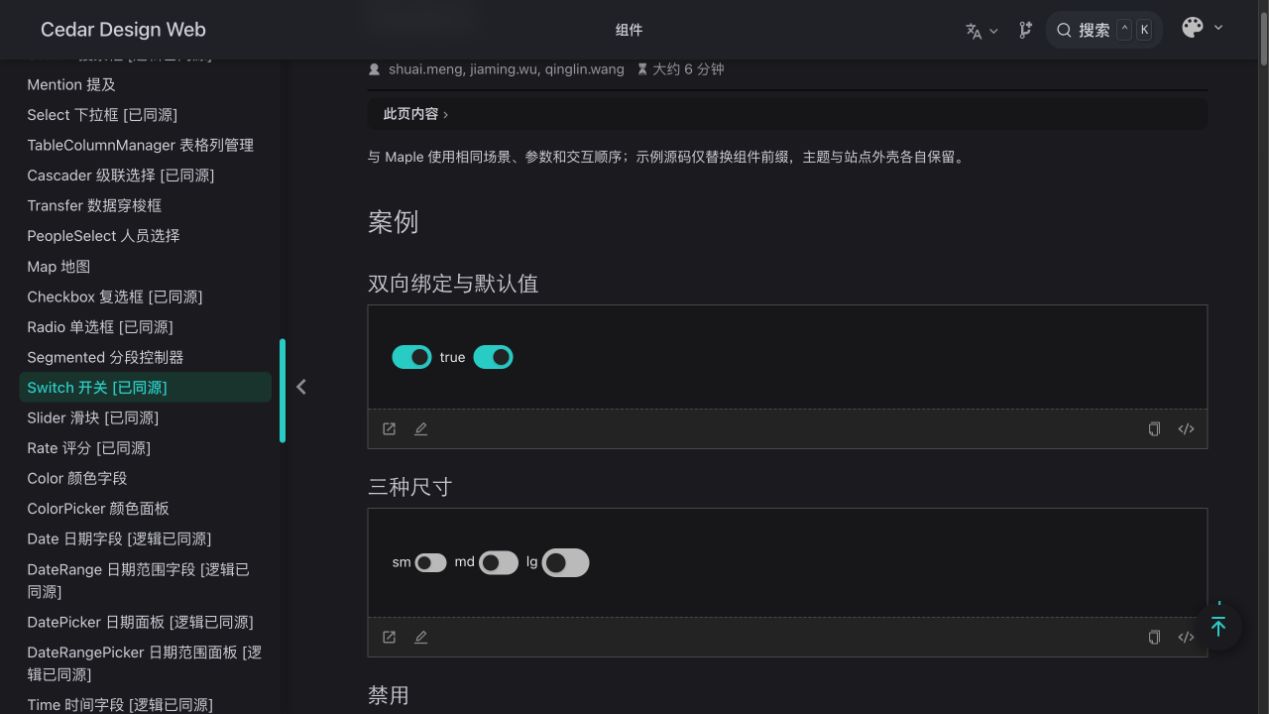 Cedar Design Web
组件
搜索
^
K
Mention 提及
Select 下拉框 [已同源]
TableColumnManager 表格列管理
Cascader 级联选择 [已同源]
Transfer 数据穿梭框
PeopleSelect 人员选择
Map 地图
Checkbox 复选框 [已同源]
Radio 单选框 [已同源]
Segmented 分段控制器
Switch 开关 [已同源]
Slider 滑块 [已同源]
Rate 评分 [已同源]
Color 颜色字段
ColorPicker 颜色面板
Date 日期字段 [逻辑已同源]
DateRange 日期范围字段 [逻辑已
同源]
DatePicker 日期面板 [逻辑已同源]
DateRangePicker 日期范围面板 [逻
辑已同源]
Time 时间字段 [逻辑已同源]
shuai.meng, jiaming.wu, qinglin.wang 大约 6 分钟
此页内容 ›
与 Maple 使用相同场景、参数和交互顺序；示例源码仅替换组件前缀，主题与站点外壳各自保留。
案例
双向绑定与默认值
true
三种尺寸
sm md lg
禁用